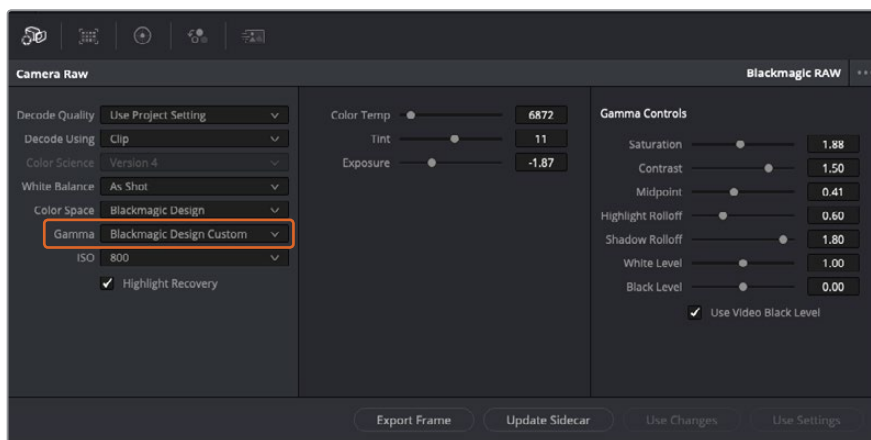 Camera Raw
Blackmagic RAW
Decode Quality Use Project Setting
Decode Using Clip
Color Science Version 4
White Balance As Shot
Color Space Blackmagic Design
Gamma Blackmagic Design Custom
ISO 800
Highlight Recovery
Color Temp 6872
Tint 11
Exposure -1.87
Gamma Controls
Saturation 1.88
Contrast 1.50
Midpoint 0.41
Highlight Rolloff 0.60
Shadow Rolloff 1.80
White Level 1.00
Black Level 0.00
Use Video Black Level
Export Frame Update Sidecar Use Changes Use Settings